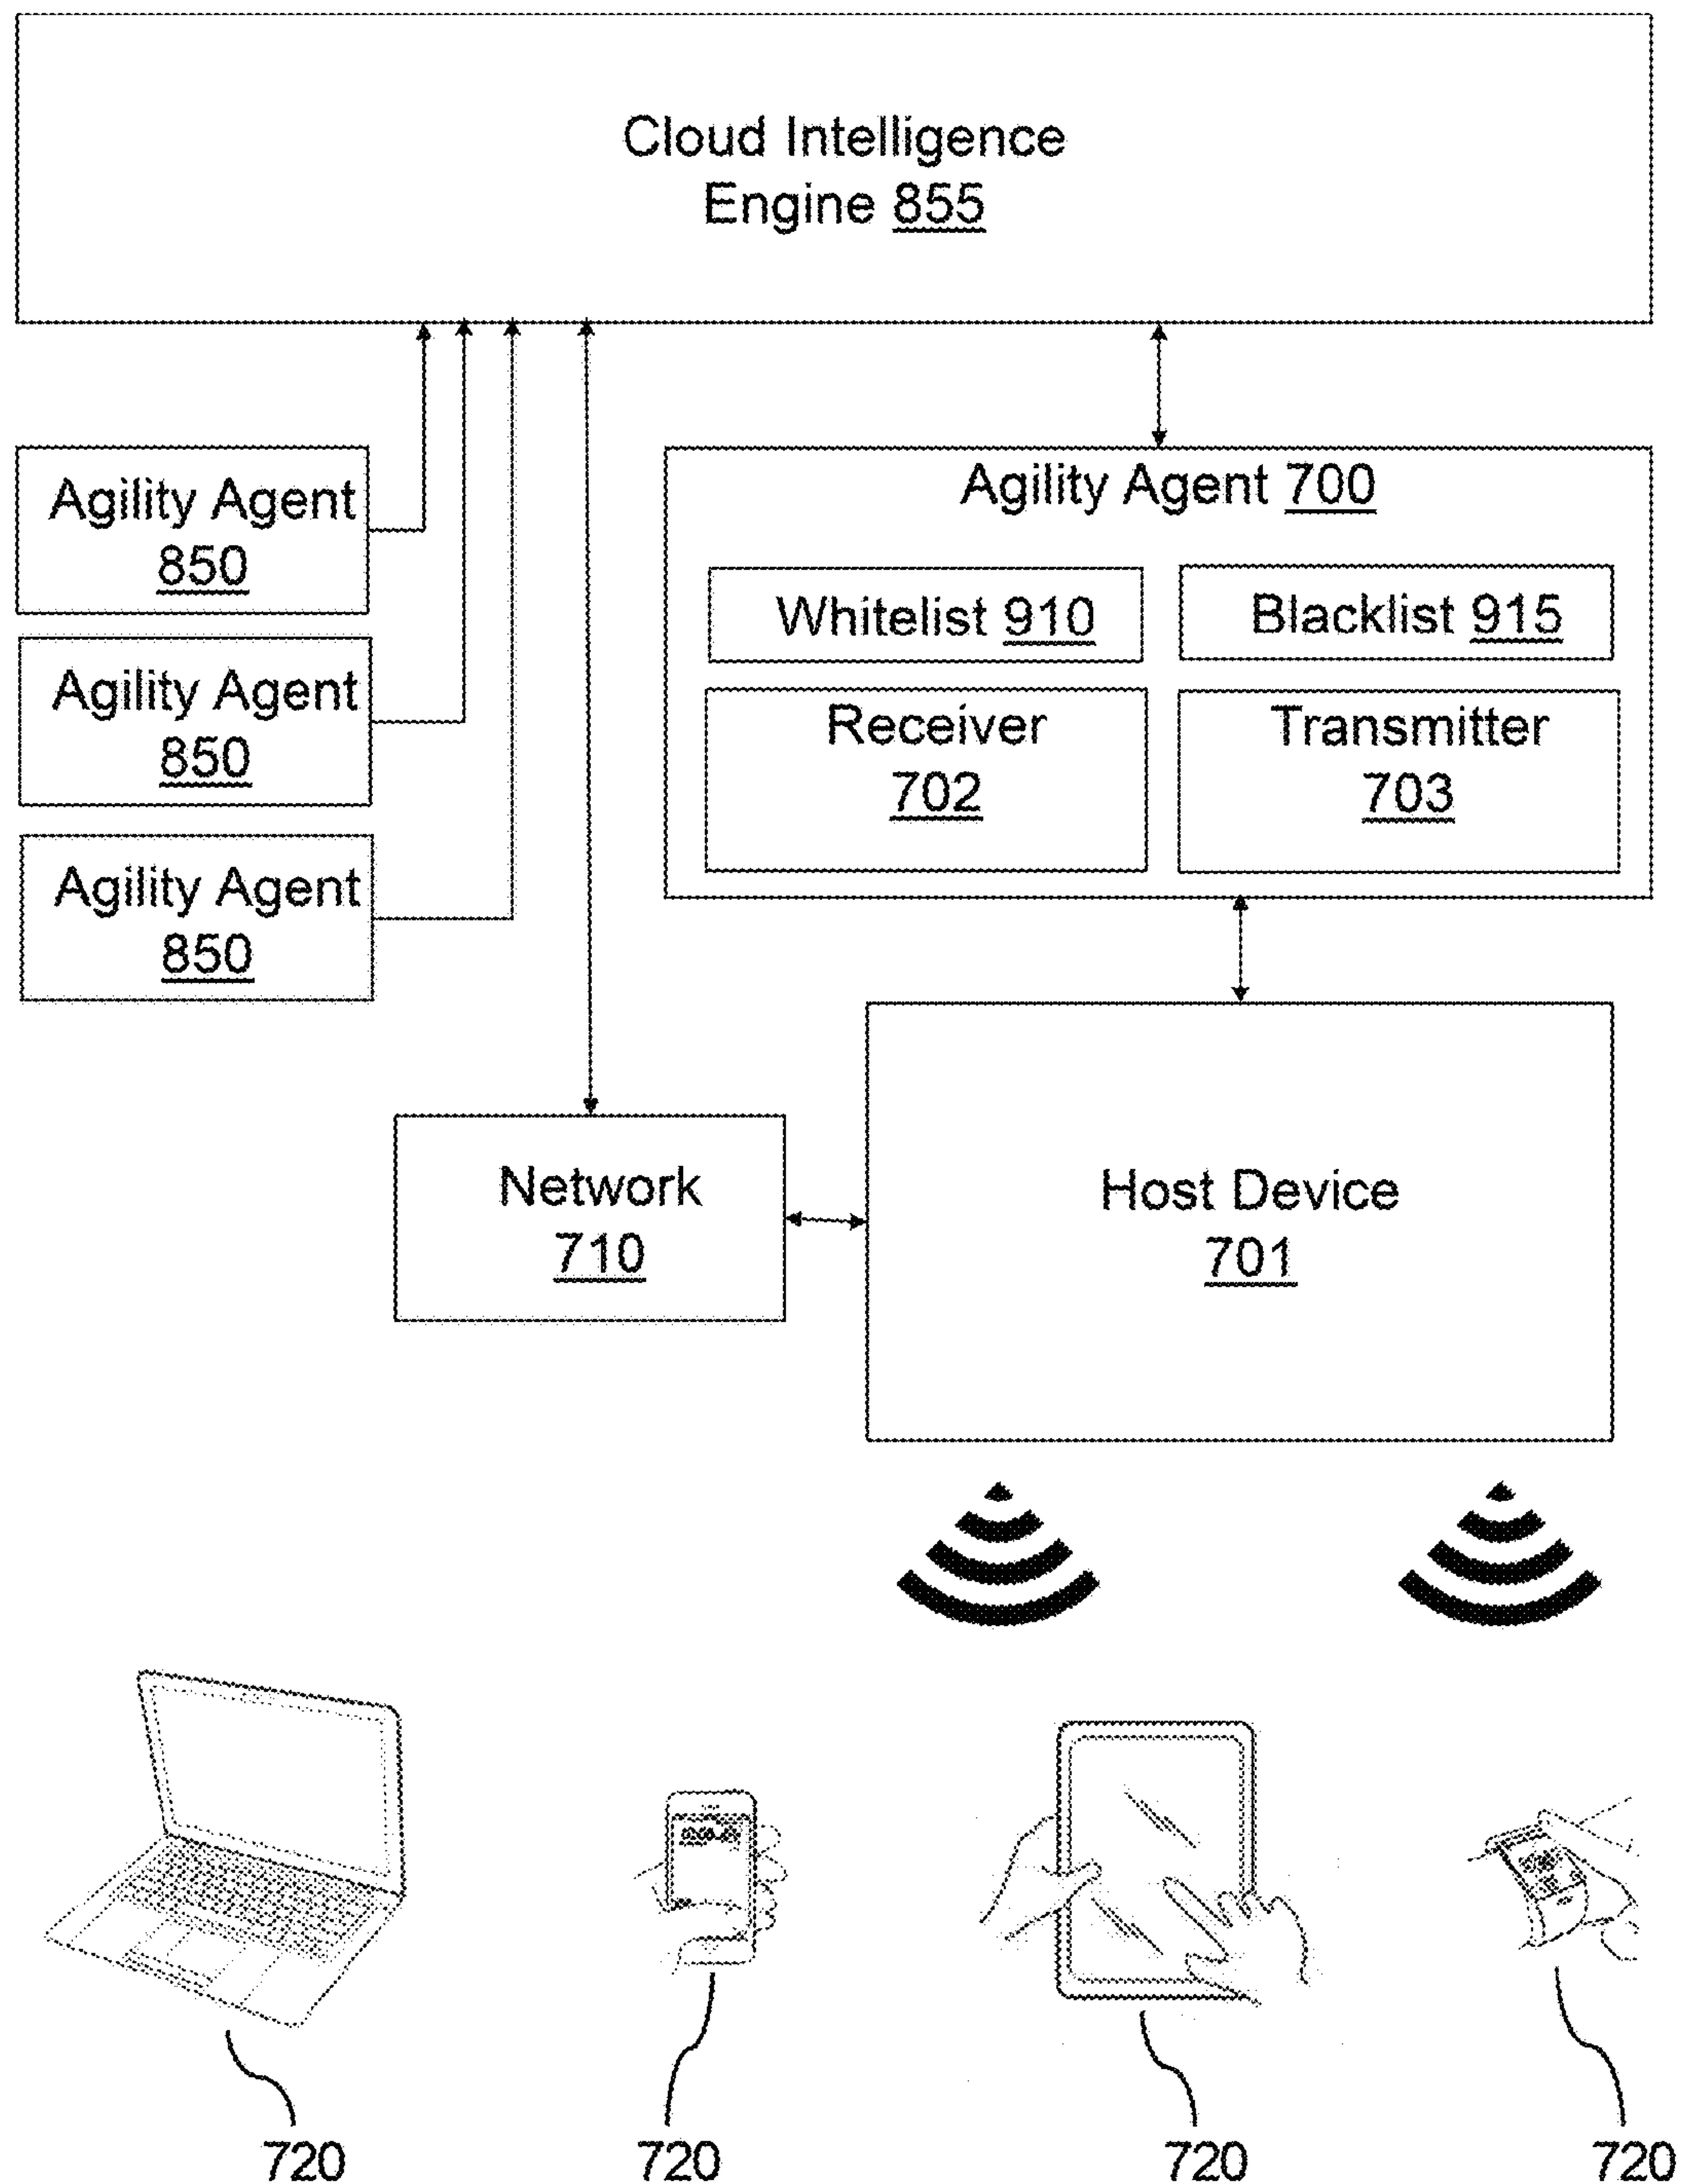 Cloud Intelligence
Engine 855
Agility Agent
850
Agility Agent
850
Agility Agent
850
Agility Agent 700
Whitelist 910
Blacklist 915
Receiver
702
Transmitter
703
Network
710
Host Device
701
720
720
720
720